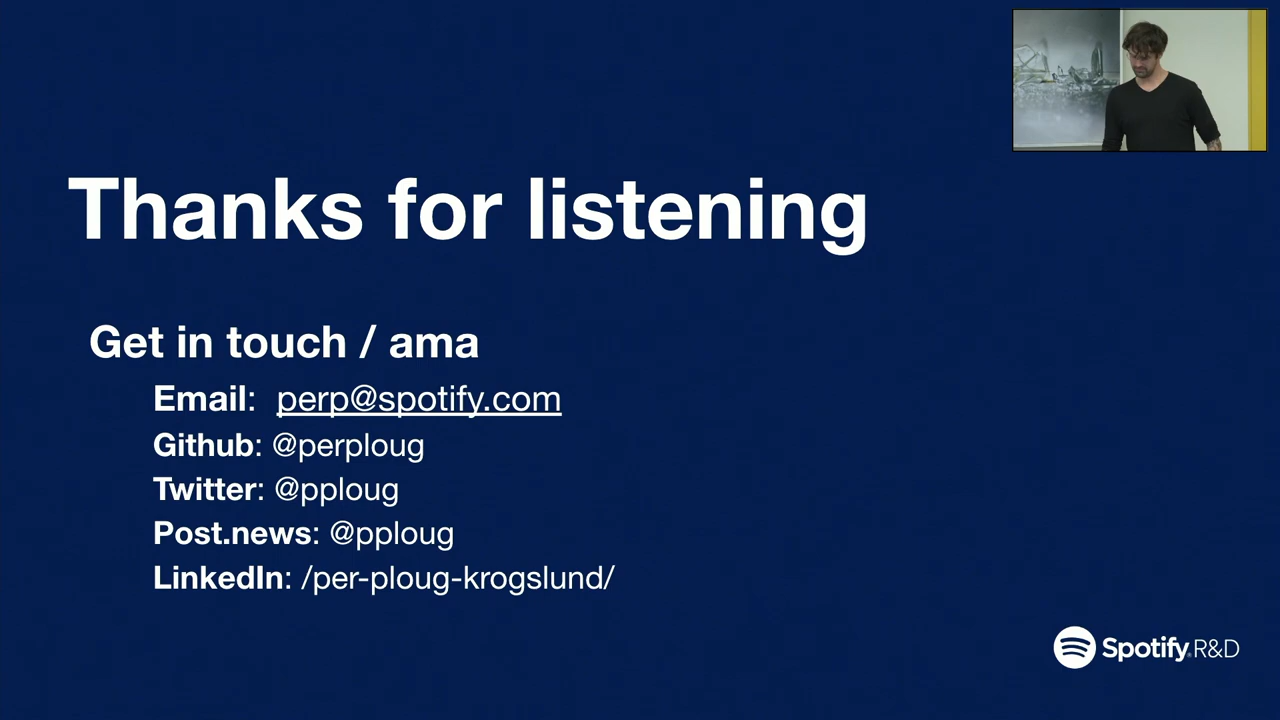 Thanks for listening
Get in touch / ama
Email: perp@spotify.com
Github: @perploug
Twitter: @pploug
Post.news: @pploug
LinkedIn: /per-ploug-krogslund/
Spotify R&D